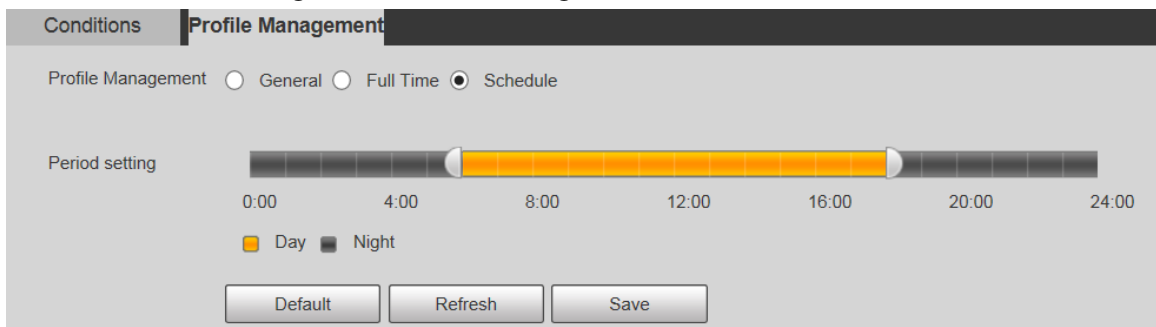 Conditions Profile Management
Profile Management General Full Time Schedule
Period setting
0:00 4:00 8:00 12:00 16:00 20:00 24:00
Day Night
Default Refresh Save